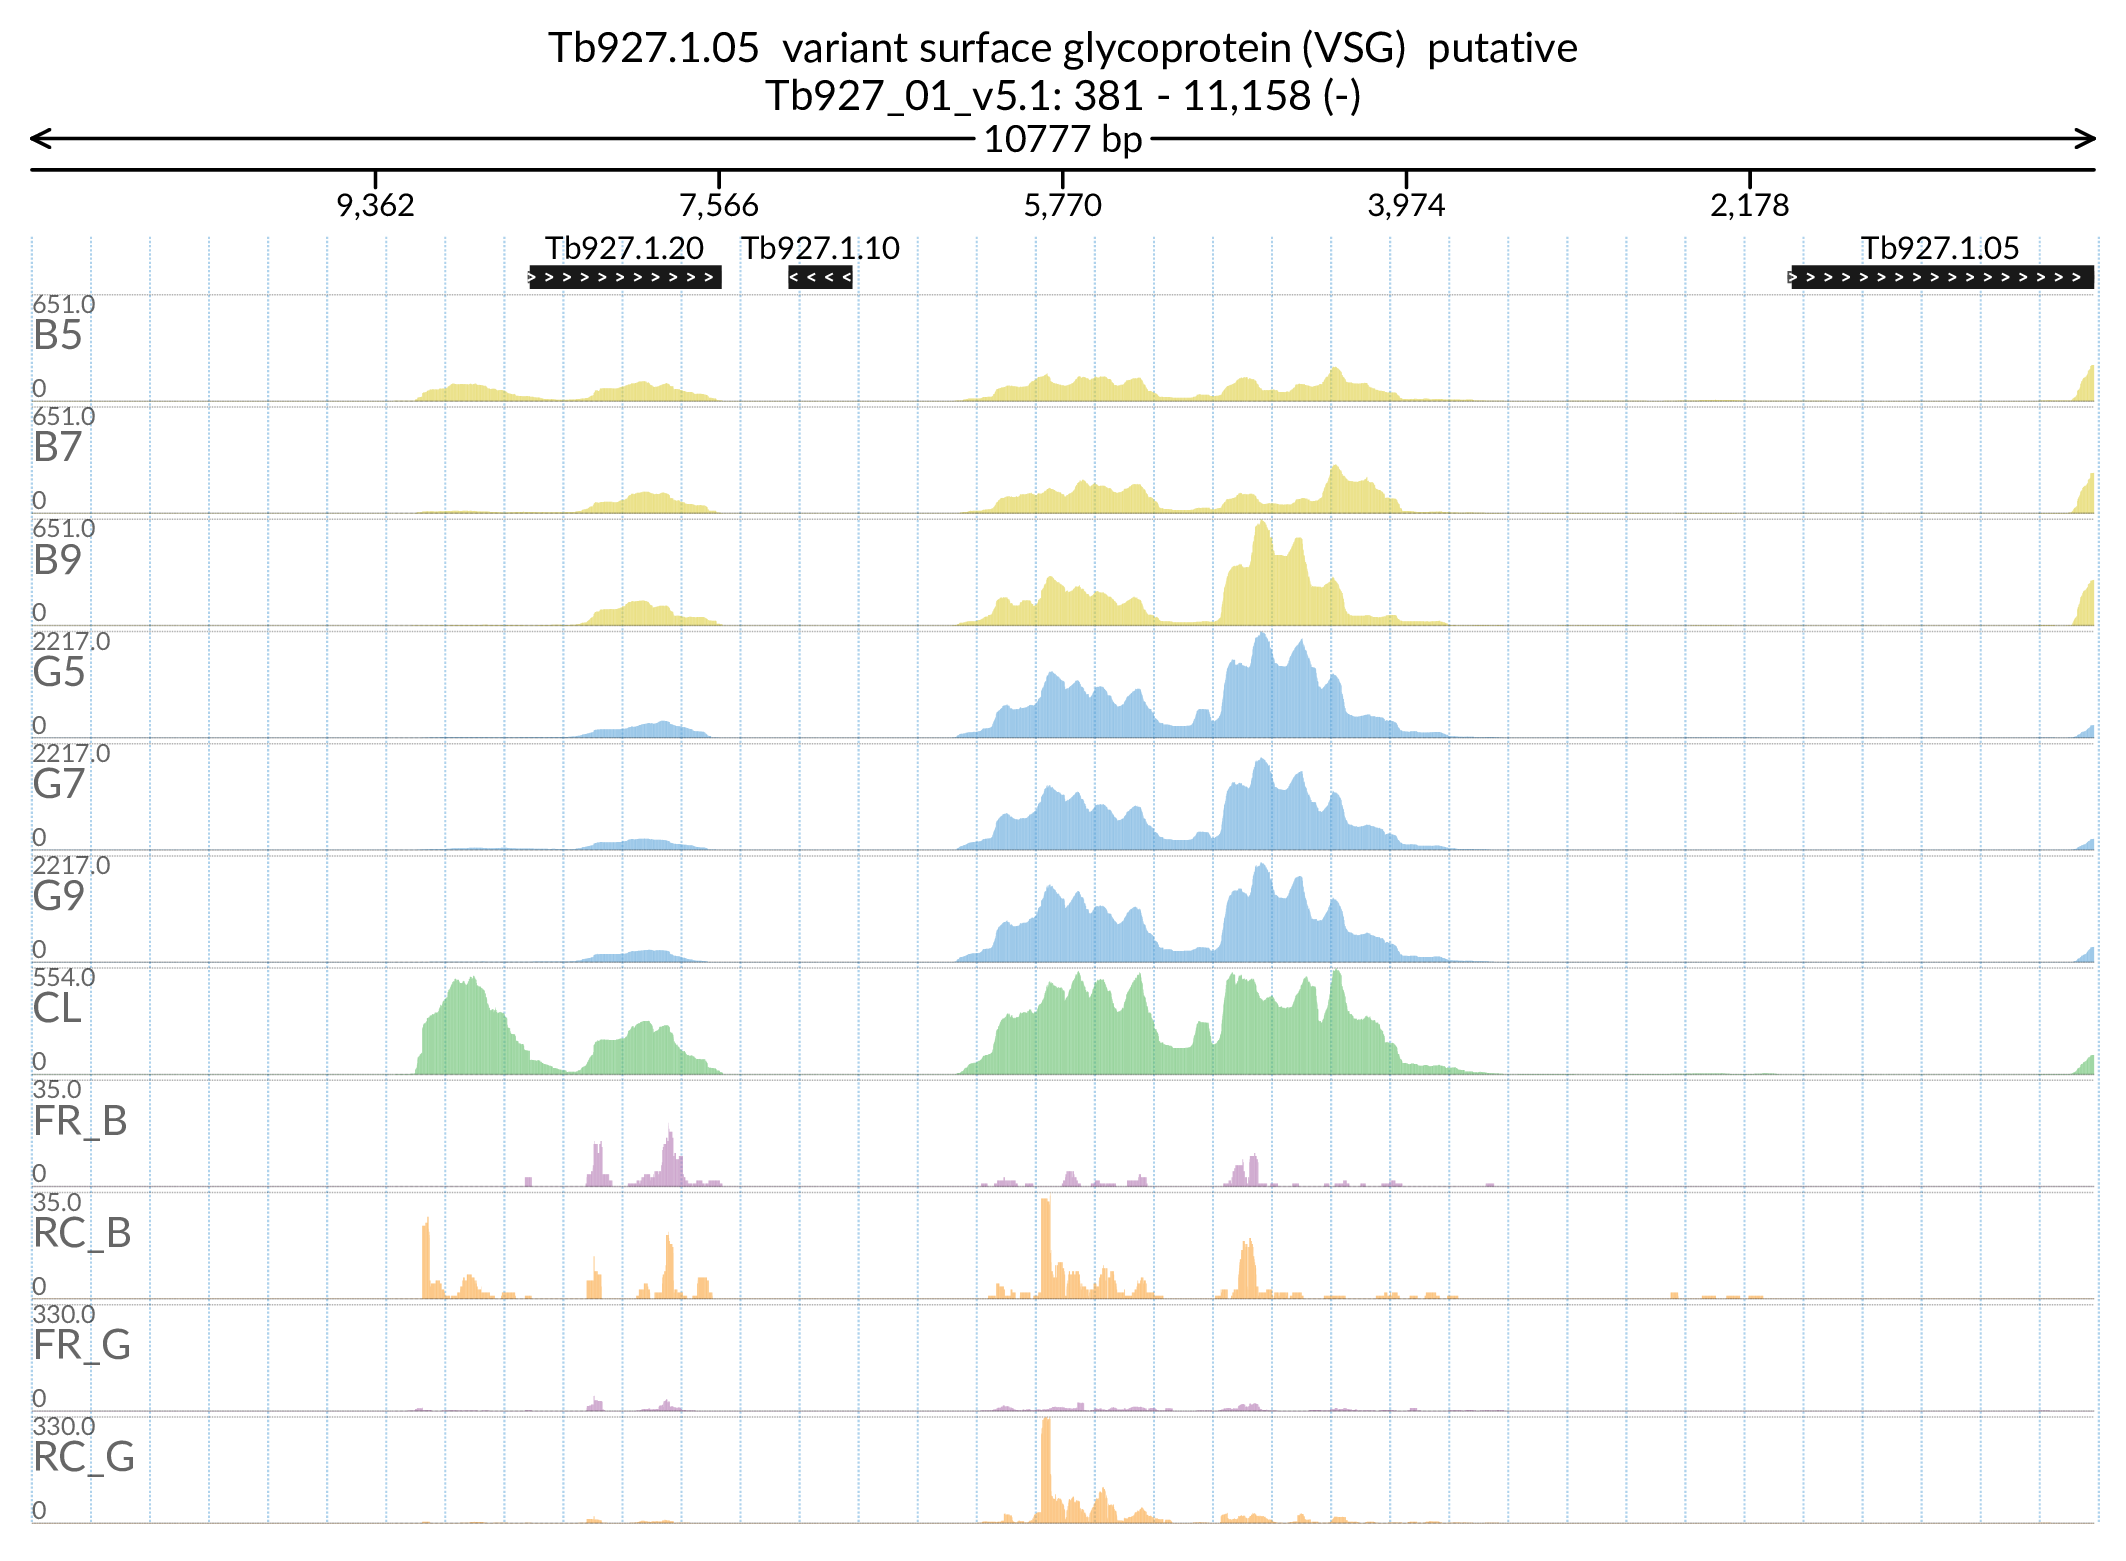 Tb927.1.05 variant surface glycoprotein (VSG) putative
Tb927_01_v5.1: 381 - 11,158 (-)
10777 bp
9,362 7,566 5,770 3,974 2,178
Tb927.1.20 Tb927.1.10 Tb927.1.05
651.0
B5
0
651.0
B7
0
651.0
B9
0
2217.0
G5
0
2217.0
G7
0
2217.0
G9
0
554.0
CL
0
35.0
FR_B
0
35.0
RC_B
0
330.0
FR_G
0
330.0
RC_G
0